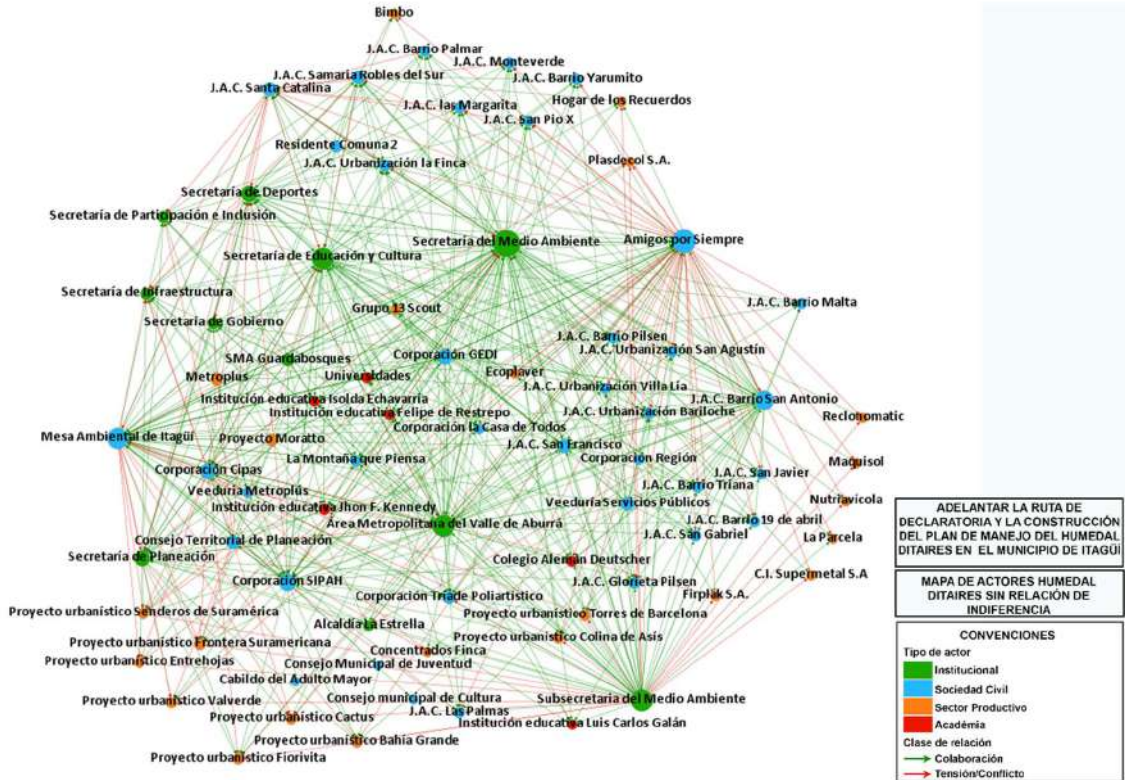 Bimbo
J.A.C. Barrio Palmar
J.A.C. Monteverde
J.A.C. Samaria Robles del Sur
J.A.C. Barrio Yarumito
J.A.C. Santa Catalina
Hogar de los Recuerdos
J.A.C. las Margarita
J.A.C. San Pio X
Residente Comuna 2
J.A.C. Urbanización la Finca
Plasdecol S.A.
Secretaría de Deportes
Secretaría de Participación e Inclusión
Secretaría del Medio Ambiente
Amigos por Siempre
Secretaría de Educación y Cultura
Secretaría de Infraestructura
Grupo 13 Scout
J.A.C. Barrio Malta
Secretaría de Gobierno
J.A.C. Barrio Pilsen
J.A.C. Urbanización San Agustín
SMA Guardabosques
Corporación GEDI
Ecoplaver
Metroplus
Universidades
J.A.C. Urbanización Villa Lía
Institución educativa Isolda Echavarria
J.A.C. Barrio San Antonio
Institución educativa Felipe de Restrepo
J.A.C. Urbanización Bariloche
Reclonomatic
Corporación la Casa de Todos
Mesa Ambiental de Itagüí
Proyecto Moratto
J.A.C. San Francisco
La Montaña que Piensa
Corporación Región
Maquisol
Corporación Cipas
J.A.C. San Javier
J.A.C. Barrio Triana
Veeduría Metroplús
Nutriavicola
Institución educativa Jhon F. Kennedy
Veeduría Servicios Públicos
Área Metropolitana del Valle de Aburrá
J.A.C. Barrio 19 de abril
Consejo Territorial de Planeación
J.A.C. San Gabriel
La Parcela
Secretaría de Planeación
Colegio Alemán Deutscher
C.I. Supermetal S.A
Corporación SIPAH
J.A.C. Glorieta Pilsen
Firplak S.A.
Corporación Triade Poliartístico
Proyecto urbanístico Senderos de Suramérica
Proyecto urbanístico Torres de Barcelona
Alcaldía La Estrella
Proyecto urbanístico Colina de Asís
Proyecto urbanístico Frontera Suramericana
Concentrados Finca
Proyecto urbanístico Entrehojas
Consejo Municipal de Juventud
Cabildo del Adulto Mayor
Proyecto urbanístico Valverde
Consejo municipal de Cultura
Subsecretaria del Medio Ambiente
J.A.C. Las Palmas
Proyecto urbanístico Cactus
Institución educativa Luis Carlos Galán
Proyecto urbanístico Bahía Grande
Proyecto urbanístico Fiorivita
ADELANTAR LA RUTA DE
DECLARATORIA Y LA CONSTRUCCIÓN
DEL PLAN DE MANEJO DEL HUMEDAL
DITAIRES EN EL MUNICIPIO DE ITAGÜÍ
MAPA DE ACTORES HUMEDAL
DITAIRES SIN RELACIÓN DE
INDIFERENCIA
CONVENCIONES
Tipo de actor
Institucional
Sociedad Civil
Sector Productivo
Académia
Clase de relación
Colaboración
Tensión/Conflicto